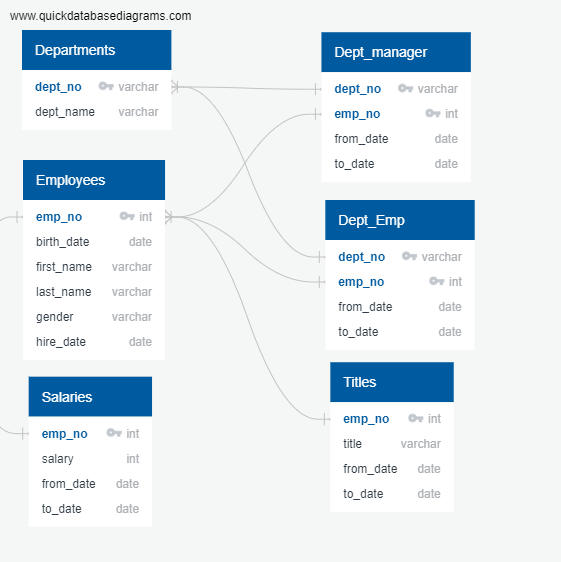 www.quickdatabasediagrams.com
Departments
dept_no varchar
dept_name varchar
Employees
emp_no int
birth_date date
first_name varchar
last_name varchar
gender varchar
hire_date date
Salaries
emp_no int
salary int
from_date date
to_date date
Dept_manager
dept_no varchar
emp_no int
from_date date
to_date date
Dept_Emp
dept_no varchar
emp_no int
from_date date
to_date date
Titles
emp_no int
title varchar
from_date date
to_date date